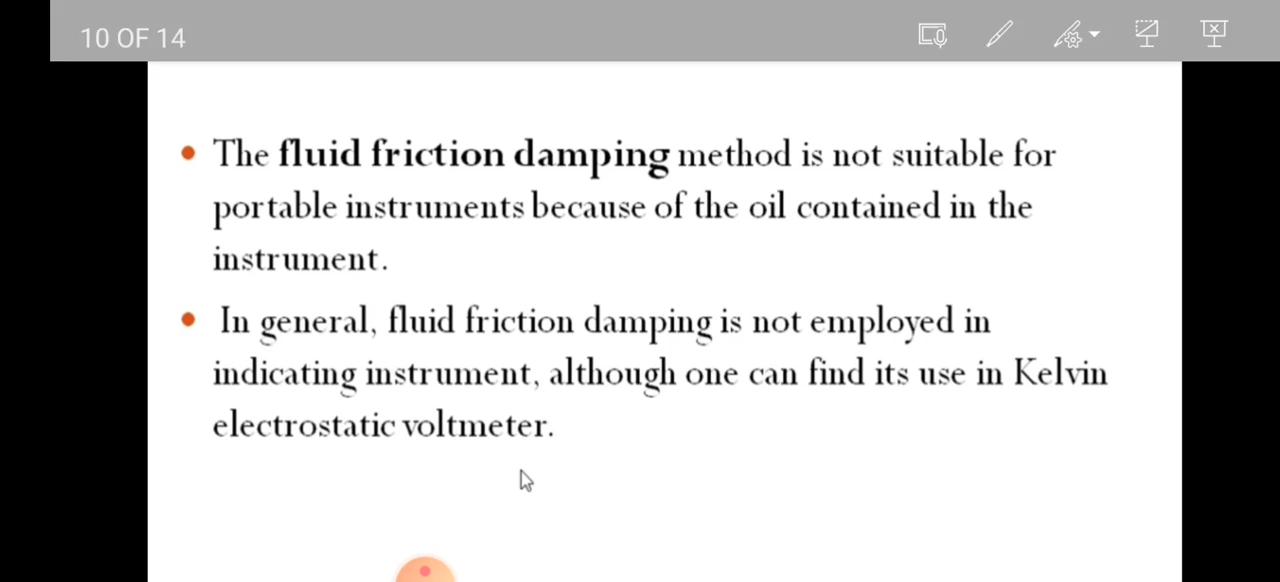 10 OF 14
• The fluid friction damping method is not suitable for
portable instruments because of the oil contained in the
instrument.
• In general, fluid friction damping is not employed in
indicating instrument, although one can find its use in Kelvin
electrostatic voltmeter.